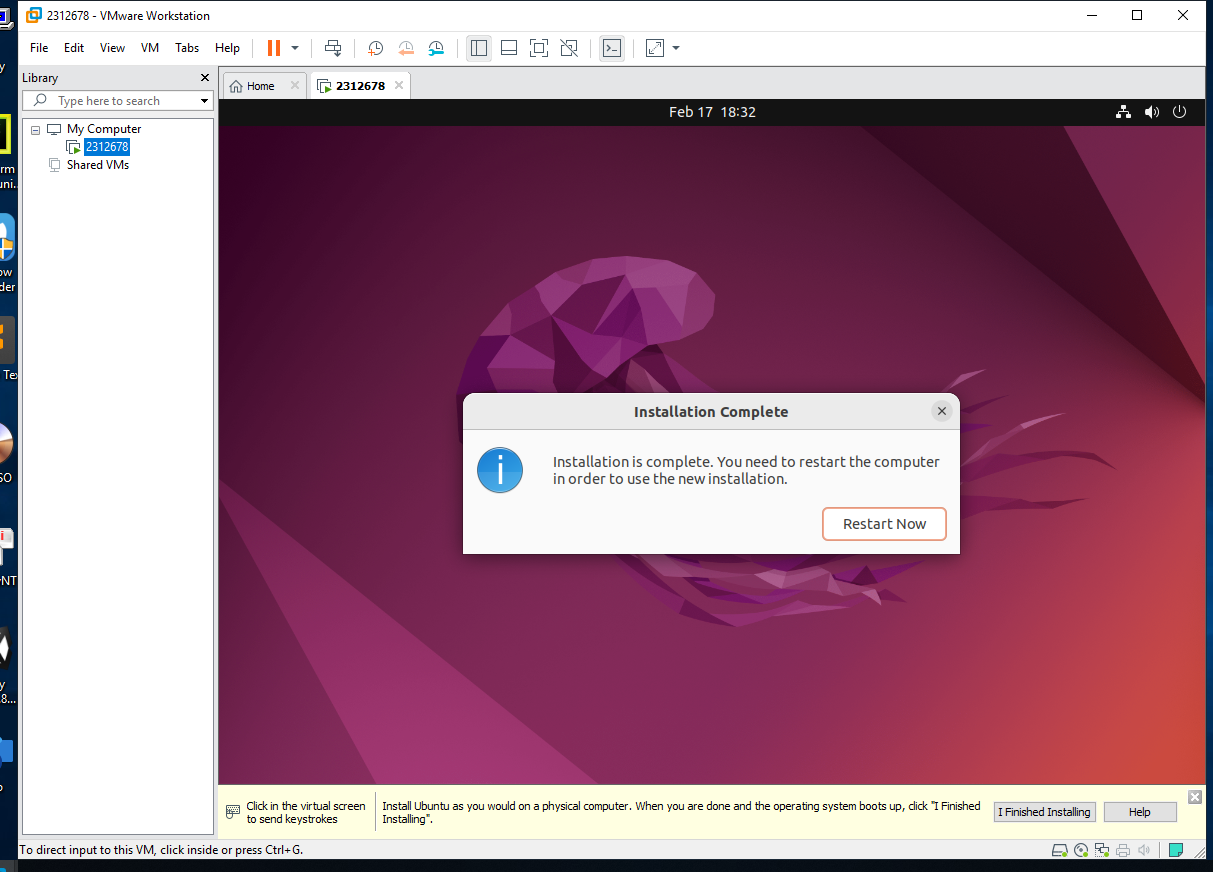 2312678 - VMware Workstation
File Edit View VM Tabs Help
Library
Type here to search
My Computer
2312678
Shared VMs
Home
2312678
Feb 17 18:32
Installation Complete
Installation is complete. You need to restart the computer
in order to use the new installation.
Restart Now
Click in the virtual screen
to send keystrokes
Install Ubuntu as you would on a physical computer. When you are done and the operating system boots up, click "I Finished
Installing".
I Finished Installing
Help
To direct input to this VM, click inside or press Ctrl+G.